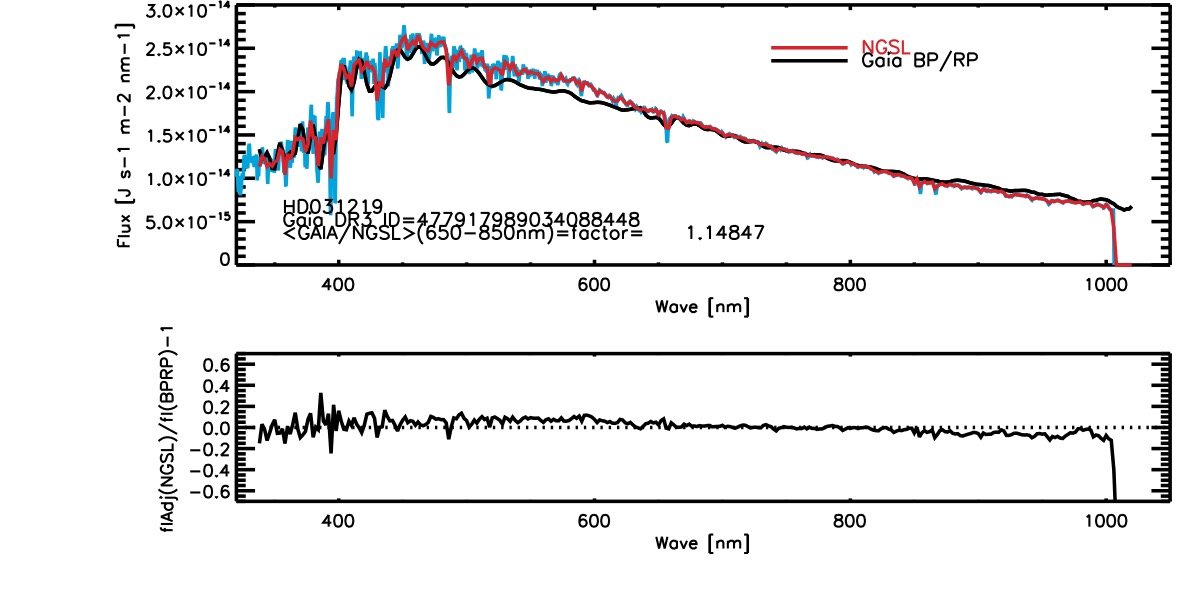 3.0×10⁻¹⁴
2.5×10⁻¹⁴
2.0×10⁻¹⁴
1.5×10⁻¹⁴
1.0×10⁻¹⁴
5.0×10⁻¹⁵
0
Flux [J s−1 m−2 nm−1]
NGSL
Gaia BP/RP
HD031219
Gaia DR3 ID=477917989034088448
<GAIA/NGSL>(650−850nm)=factor= 1.14847
400 600 800 1000
Wave [nm]
flAdj(NGSL)/fl(BPRP)−1
0.6
0.4
0.2
0.0
−0.2
−0.4
−0.6
400 600 800 1000
Wave [nm]